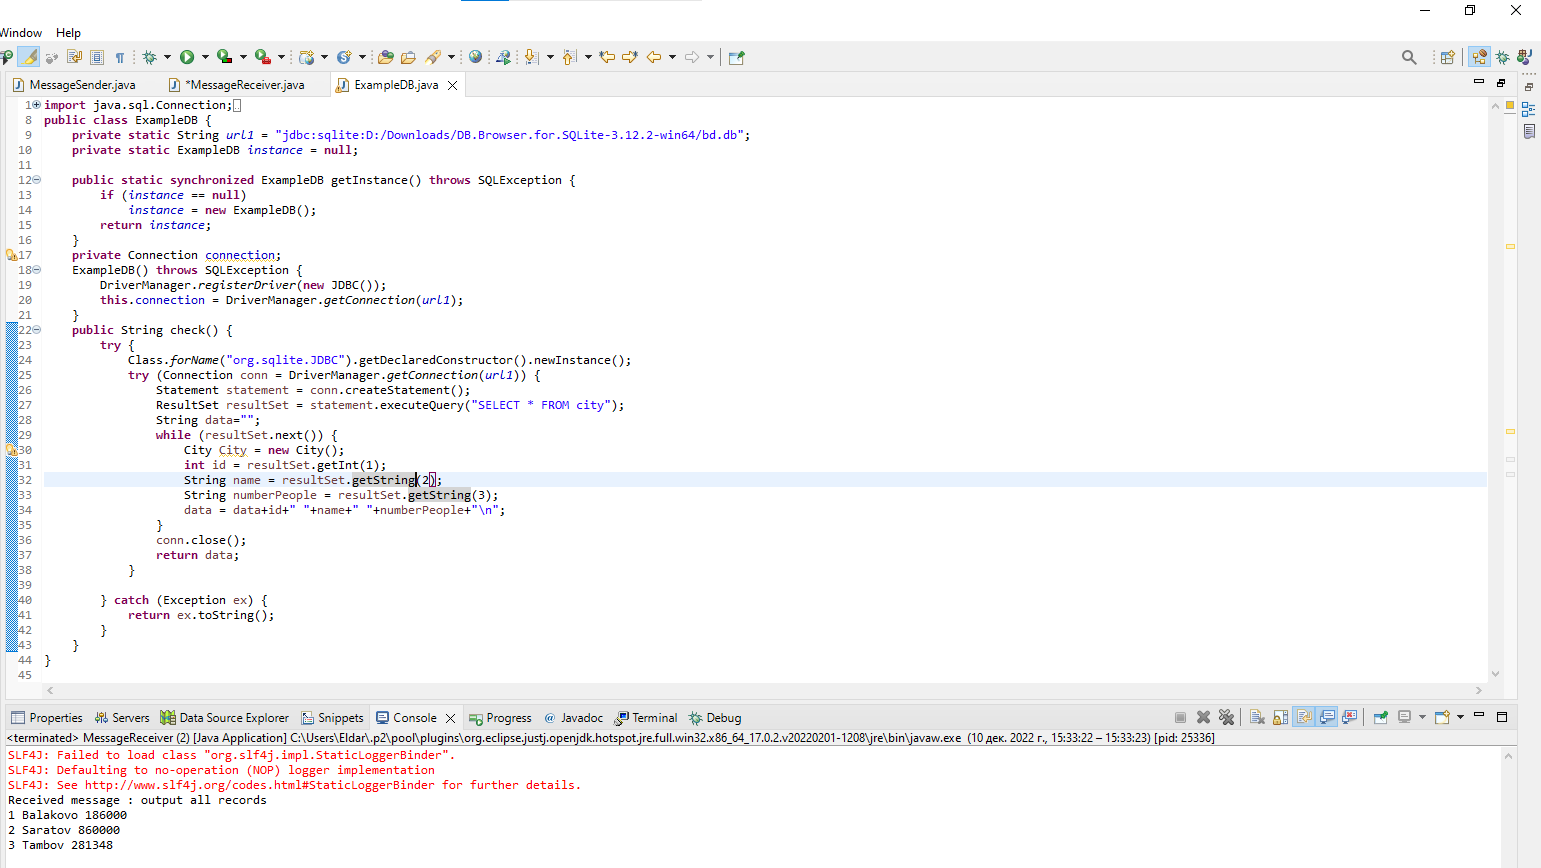 Window Help
MessageSender.java *MessageReceiver.java ExampleDB.java
1 import java.sql.Connection;
8 public class ExampleDB {
9 private static String url1 = "jdbc:sqlite:D:/Downloads/DB.Browser.for.SQLite-3.12.2-win64/bd.db";
10 private static ExampleDB instance = null;
11
12 public static synchronized ExampleDB getInstance() throws SQLException {
13 if (instance == null)
14 instance = new ExampleDB();
15 return instance;
16 }
17 private Connection connection;
18 ExampleDB() throws SQLException {
19 DriverManager.registerDriver(new JDBC());
20 this.connection = DriverManager.getConnection(url1);
21 }
22 public String check() {
23 try {
24 Class.forName("org.sqlite.JDBC").getDeclaredConstructor().newInstance();
25 try (Connection conn = DriverManager.getConnection(url1)) {
26 Statement statement = conn.createStatement();
27 ResultSet resultSet = statement.executeQuery("SELECT * FROM city");
28 String data="";
29 while (resultSet.next()) {
30 City City = new City();
31 int id = resultSet.getInt(1);
32 String name = resultSet.getString(2);
33 String numberPeople = resultSet.getString(3);
34 data = data+id+" "+name+" "+numberPeople+"\n";
35 }
36 conn.close();
37 return data;
38 }
39
40 } catch (Exception ex) {
41 return ex.toString();
42 }
43 }
44 }
45
Properties Servers Data Source Explorer Snippets Console Progress @ Javadoc Terminal Debug
<terminated> MessageReceiver (2) [Java Application] C:\Users\Eldar\.p2\pool\plugins\org.eclipse.justj.openjdk.hotspot.jre.full.win32.x86_64_17.0.2.v20220201-1208\jre\bin\javaw.exe (10 дек. 2022 г., 15:33:22 – 15:33:23) [pid: 25336]
SLF4J: Failed to load class "org.slf4j.impl.StaticLoggerBinder".
SLF4J: Defaulting to no-operation (NOP) logger implementation
SLF4J: See http://www.slf4j.org/codes.html#StaticLoggerBinder for further details.
Received message : output all records
1 Balakovo 186000
2 Saratov 860000
3 Tambov 281348